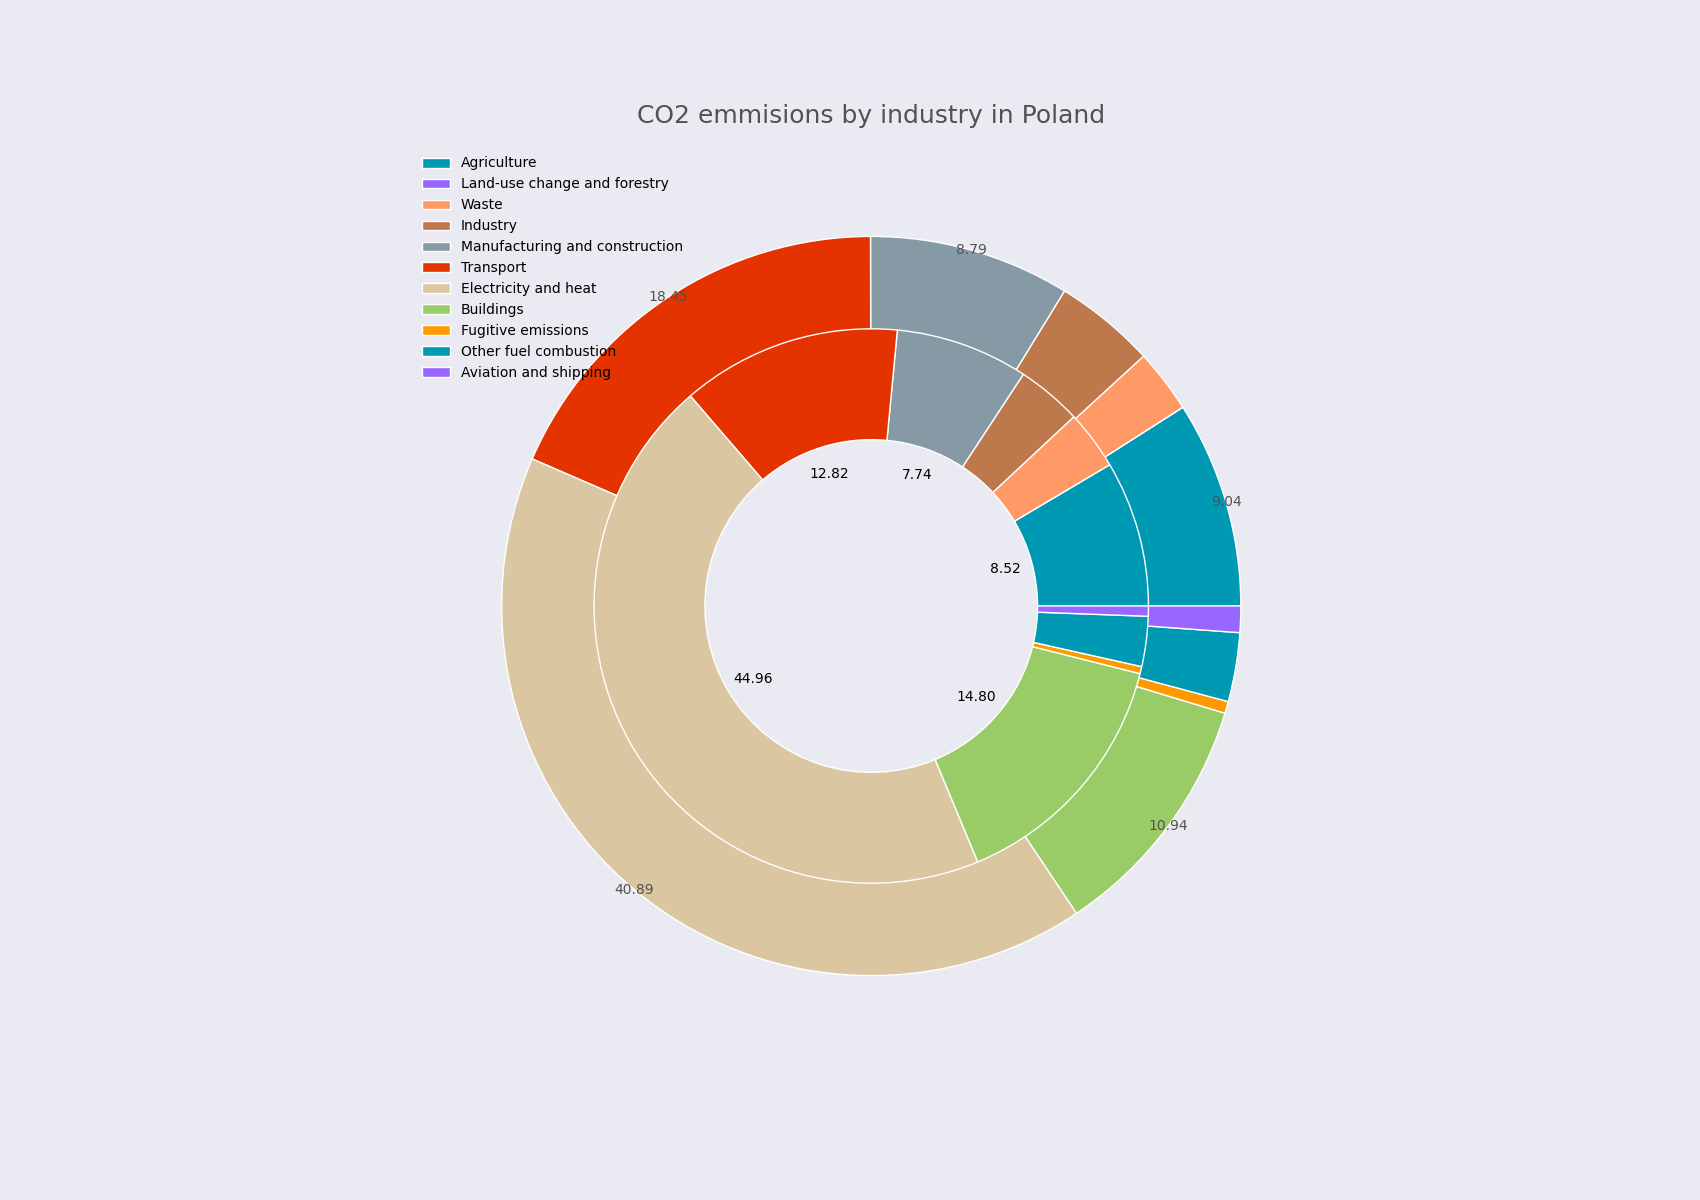 CO2 emmisions by industry in Poland
Agriculture
Land-use change and forestry
Waste
Industry
Manufacturing and construction
Transport
Electricity and heat
Buildings
Fugitive emissions
Other fuel combustion
Aviation and shipping
8.79
18.45
12.82
7.74
9.04
8.52
44.96
14.80
10.94
40.89